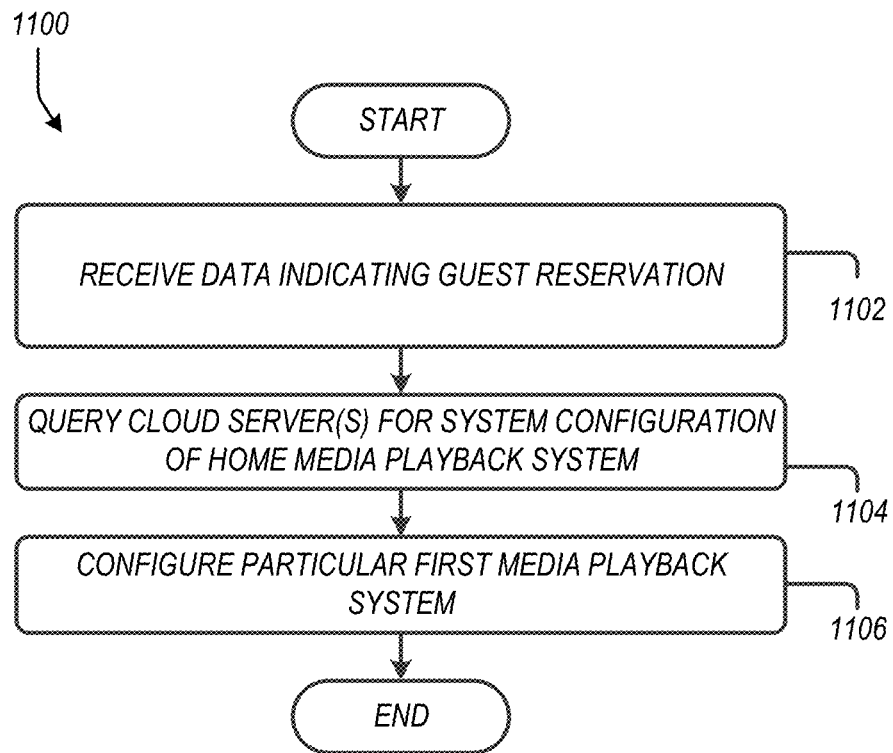 1100
START
RECEIVE DATA INDICATING GUEST RESERVATION
1102
QUERY CLOUD SERVER(S) FOR SYSTEM CONFIGURATION
OF HOME MEDIA PLAYBACK SYSTEM
1104
CONFIGURE PARTICULAR FIRST MEDIA PLAYBACK
SYSTEM
1106
END